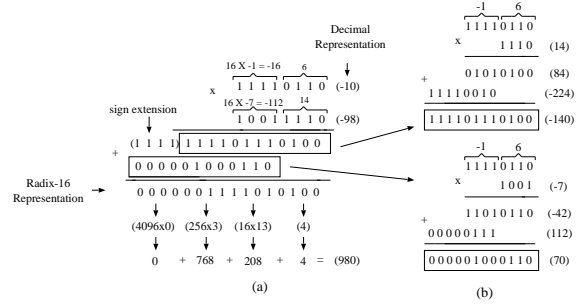 Decimal
Representation
16 X -1 = -16 6
1 1 1 1 0 1 1 0 (-10)
x
16 X -7 = -112 14
1 0 0 1 1 1 1 0 (-98)
sign extension
(1 1 1 1) 1 1 1 1 0 1 1 1 0 1 0 0
+
0 0 0 0 0 1 0 0 0 1 1 0
Radix-16
Representation
0 0 0 0 0 0 1 1 1 1 0 1 0 1 0 0
(4096x0) (256x3) (16x13) (4)
0 + 768 + 208 + 4 = (980)
(a)
-1 6
1 1 1 1 0 1 1 0
x
1 1 1 0 (14)
0 1 0 1 0 1 0 0 (84)
+
1 1 1 1 0 0 1 0 (-224)
1 1 1 1 0 1 1 1 0 1 0 0 (-140)
-1 6
1 1 1 1 0 1 1 0
x
1 0 0 1 (-7)
1 1 0 1 0 1 1 0 (-42)
+
0 0 0 0 0 1 1 1 (112)
0 0 0 0 0 1 0 0 0 1 1 0 (70)
(b)